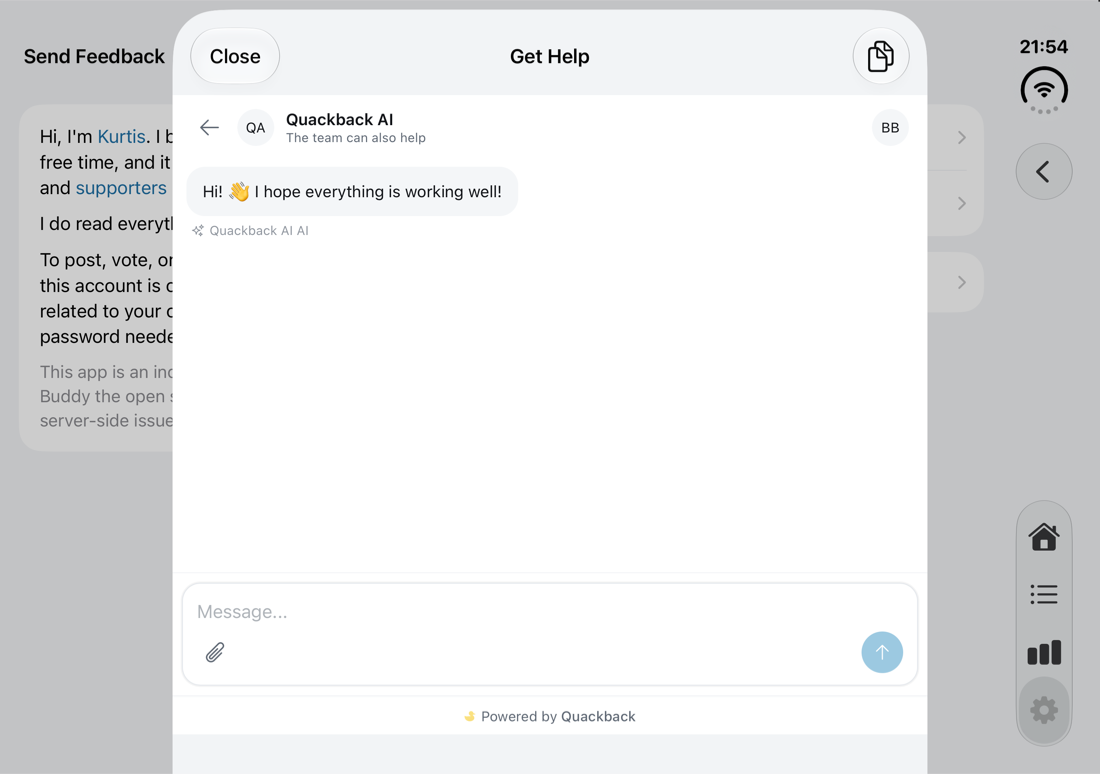 Send Feedback
Close
Get Help
21:54
Hi, I'm Kurtis. I b
free time, and it
and supporters
I do read everyt
To post, vote, or
this account is c
related to your c
password neede
This app is an inc
Buddy the open s
server-side issue
QA
Quackback AI
The team can also help
BB
Hi! 👋 I hope everything is working well!
Quackback AI AI
Message...
Powered by Quackback